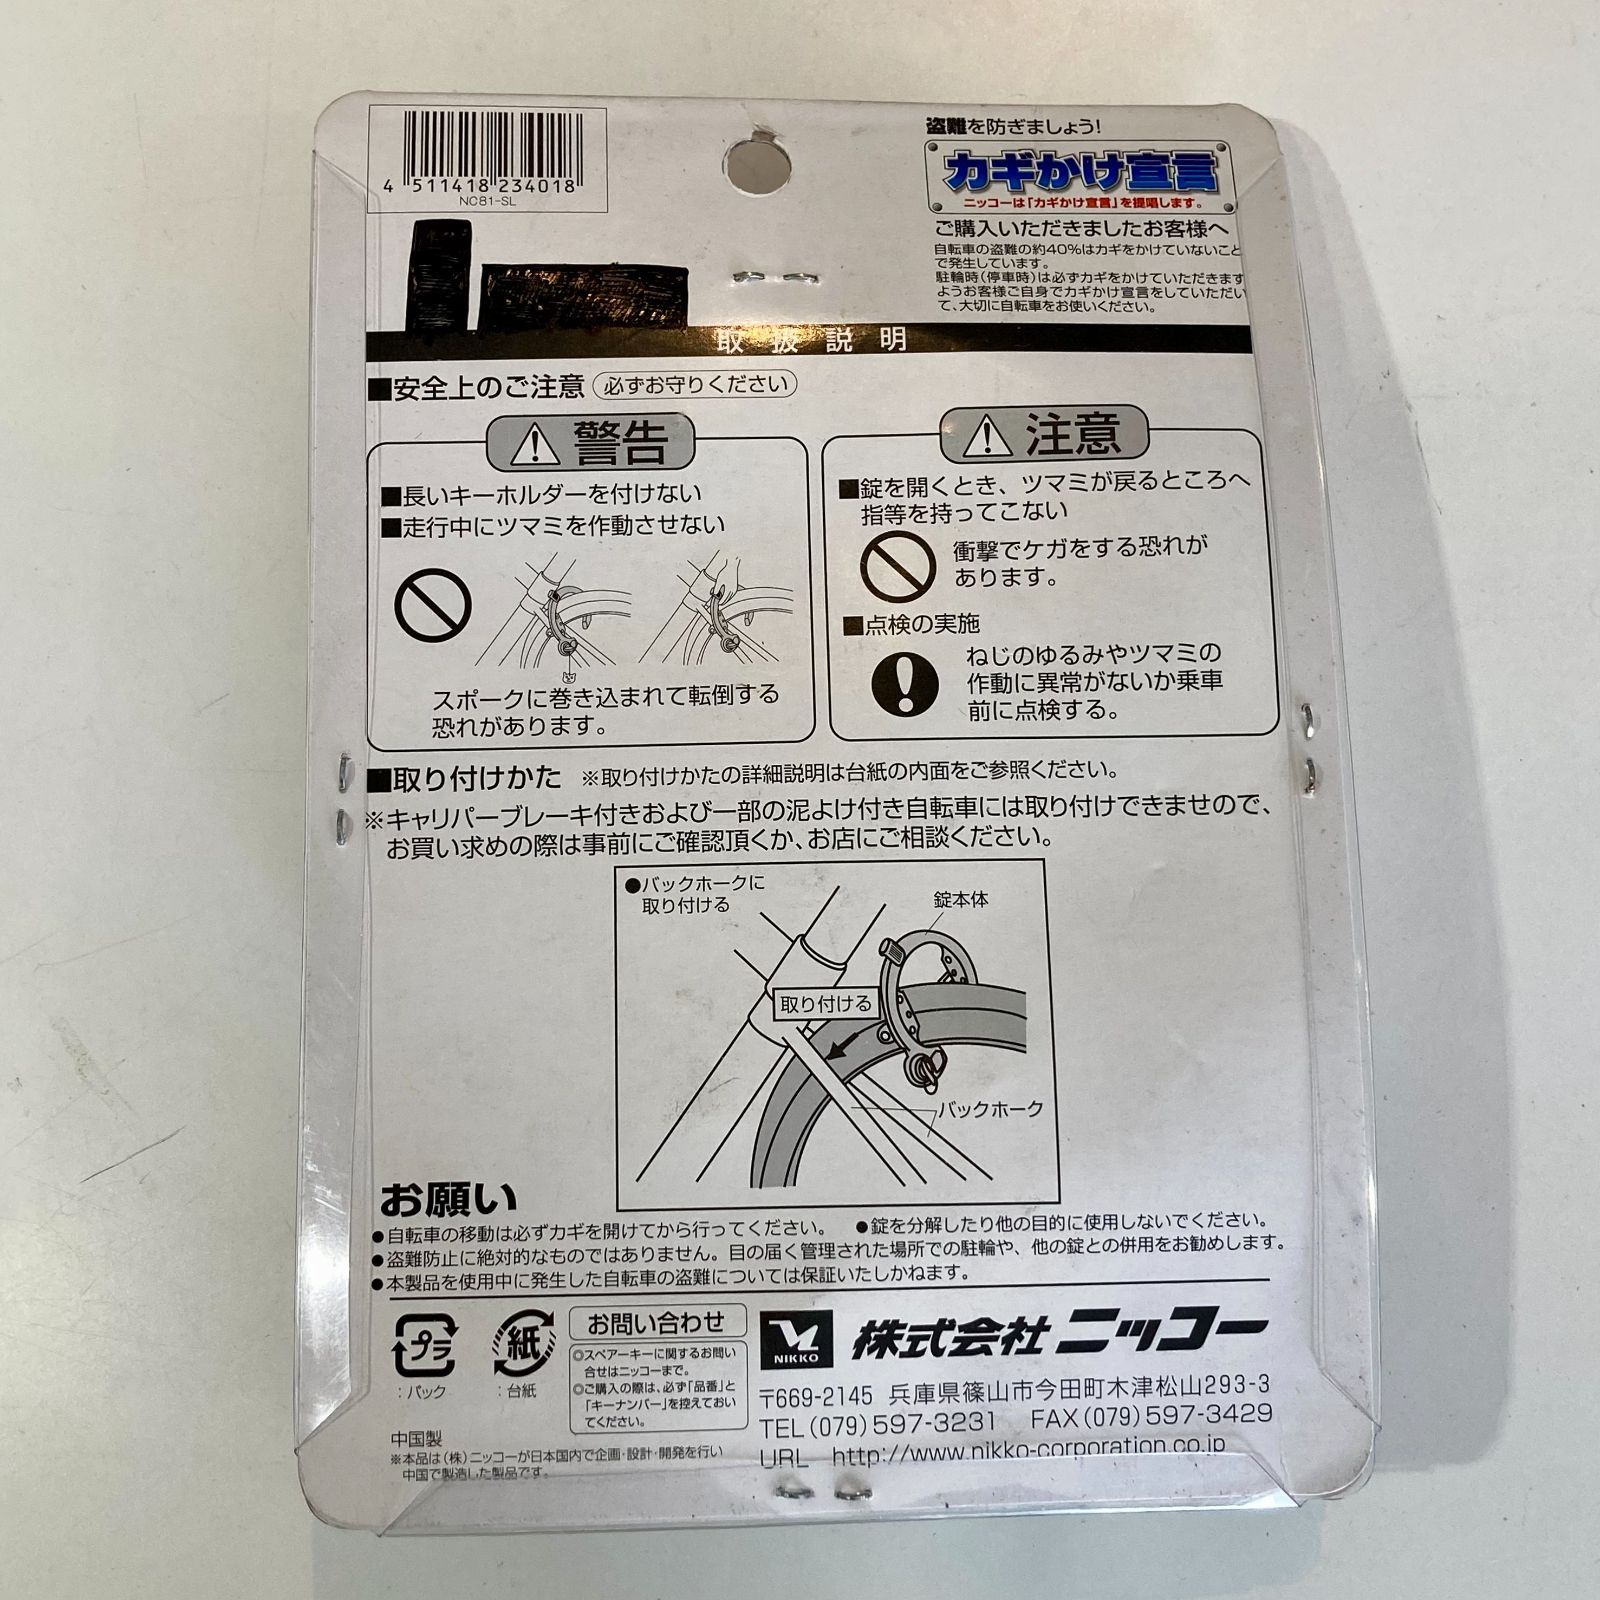 4 511418 234018
NC81-SL
盗難を防ぎましょう!
カギかけ宣言
ニッコーは「カギかけ宣言」を提唱します。
ご購入いただきましたお客様へ
自転車の盗難の約40%はカギをかけていないこと
で発生しています。
駐輪時(停車時)は必ずカギをかけていただきます
ようお客様ご自身でカギかけ宣言をしていただい
て、大切に自転車をお使いください。
取扱説明
■安全上のご注意 必ずお守りください
警告
■長いキーホルダーを付けない
■走行中にツマミを作動させない
スポークに巻き込まれて転倒する
恐れがあります。
注意
■錠を開くとき、ツマミが戻るところへ
指等を持ってこない
衝撃でケガをする恐れが
あります。
■点検の実施
ねじのゆるみやツマミの
作動に異常がないか乗車
前に点検する。
■取り付けかた ※取り付けかたの詳細説明は台紙の内面をご参照ください。
※キャリパーブレーキ付きおよび一部の泥よけ付き自転車には取り付けできませので、
お買い求めの際は事前にご確認頂くか、お店にご相談ください。
●バックホークに
取り付ける
錠本体
取り付ける
バックホーク
お願い
●自転車の移動は必ずカギを開けてから行ってください。 ●錠を分解したり他の目的に使用しないでください。
●盗難防止に絶対的なものではありません。目の届く管理された場所での駐輪や、他の錠との併用をお勧めします。
●本製品を使用中に発生した自転車の盗難については保証いたしかねます。
プラ
:パック
紙
:台紙
お問い合わせ
◎スペアーキーに関するお問い
合せはニッコーまで。
◎ご購入の際は、必ず「品番」と
「キーナンバー」を控えておい
てください。
中国製
※本品は(株)ニッコーが日本国内で企画・設計・開発を行い
中国で製造した製品です。
NIKKO
株式会社 ニッコー
〒669-2145 兵庫県篠山市今田町木津松山293-3
TEL(079)597-3231 FAX(079)597-3429
URL http://www.nikko-corporation.co.jp